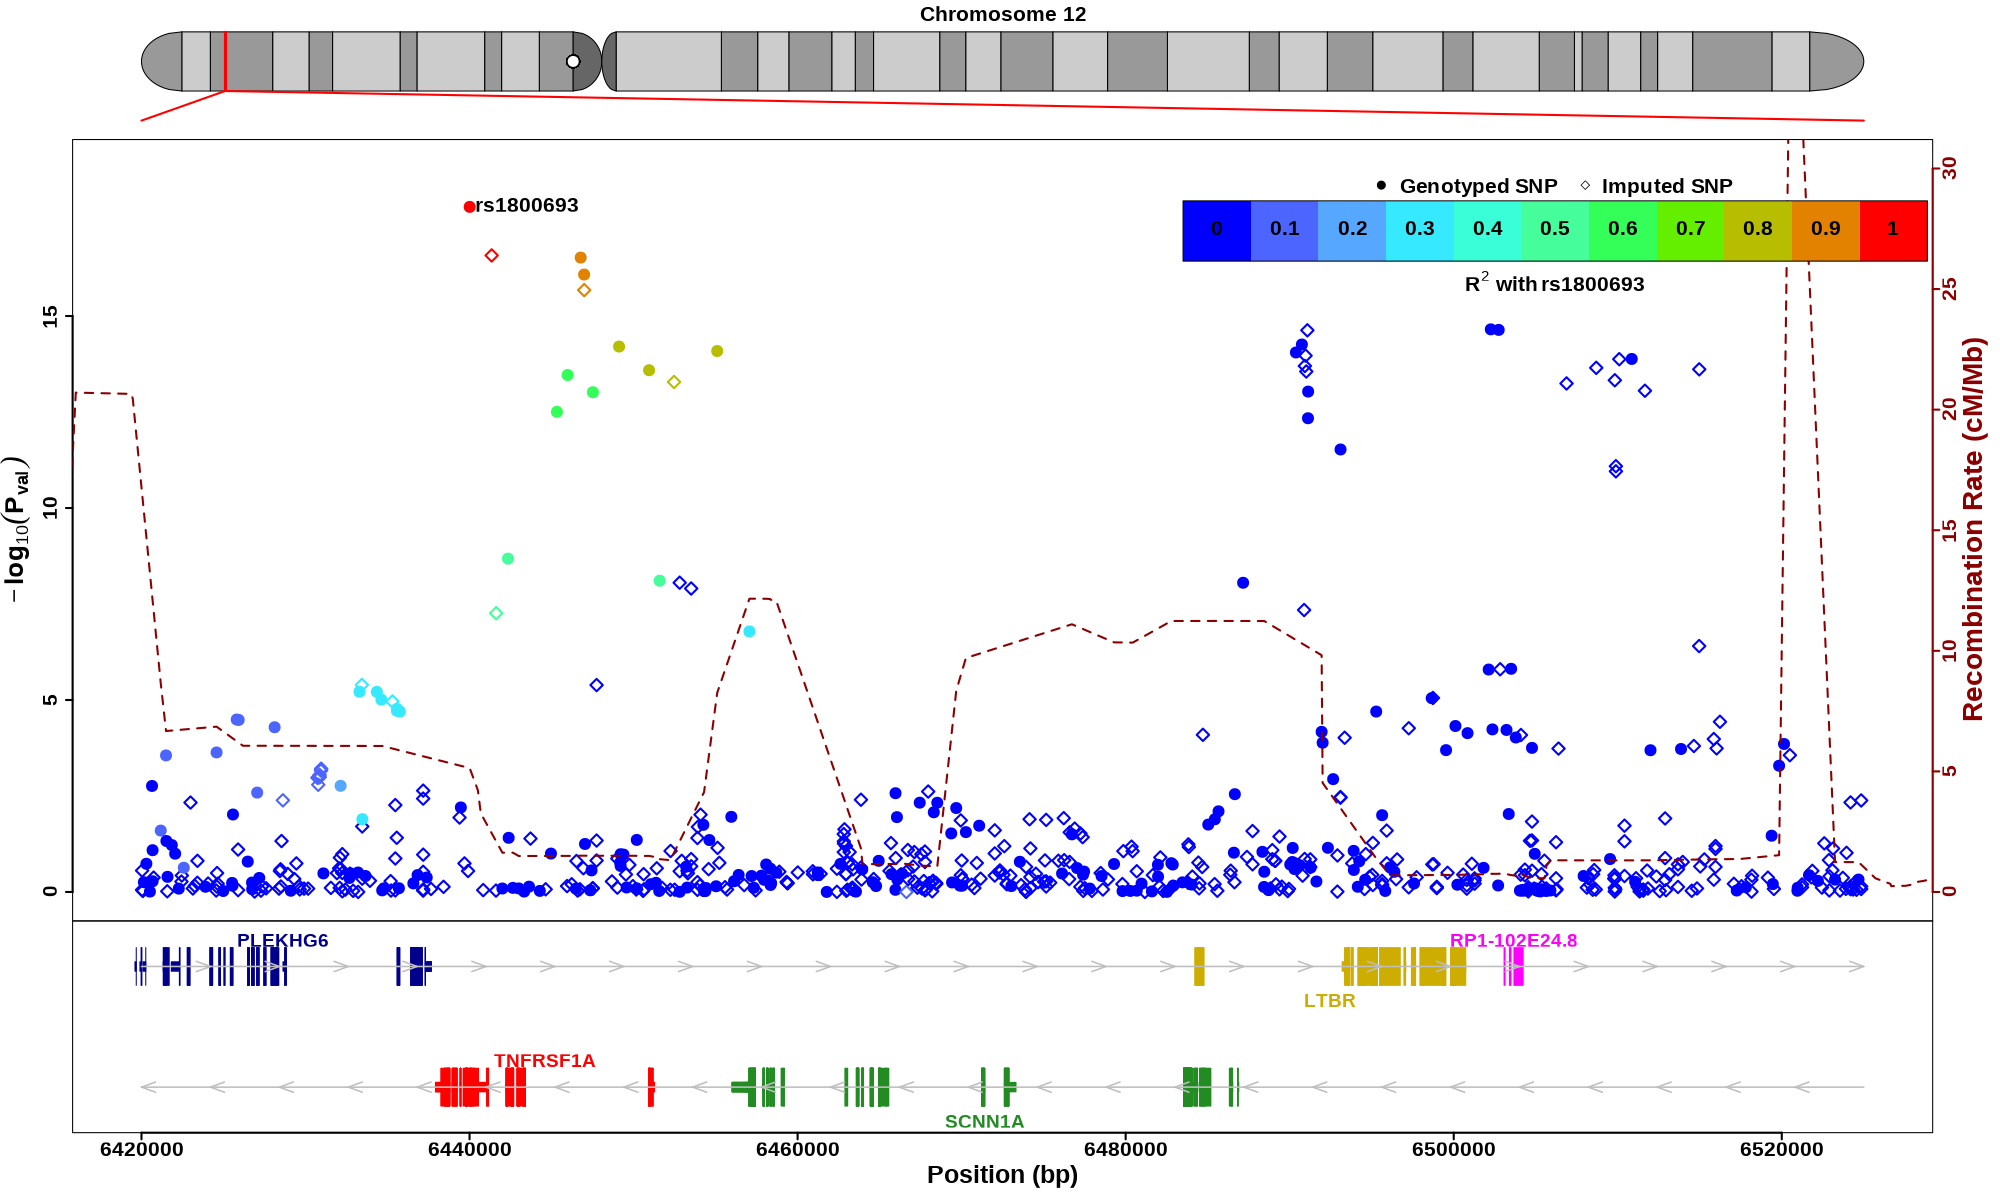 Chromosome 12
rs1800693
Genotyped SNP
Imputed SNP
0 0.1 0.2 0.3 0.4 0.5 0.6 0.7 0.8 0.9 1
R² with rs1800693
−log₁₀(Pval)
0
5
10
15
Recombination Rate (cM/Mb)
0
5
10
15
20
25
30
PLEKHG6
RP1-102E24.8
LTBR
TNFRSF1A
SCNN1A
6420000 6440000 6460000 6480000 6500000 6520000
Position (bp)